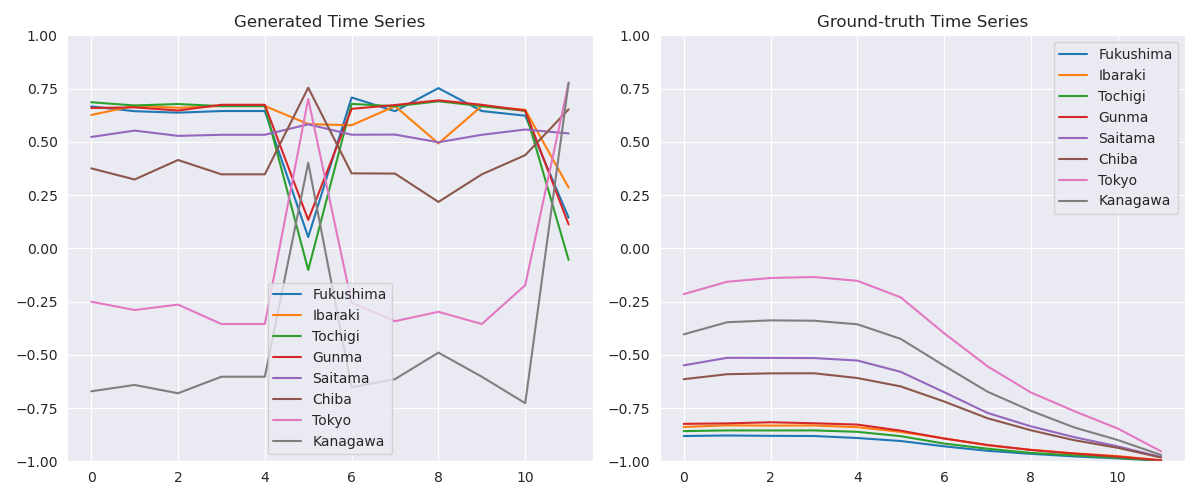 Generated Time Series
1.00
0.75
0.50
0.25
0.00
−0.25
−0.50
−0.75
−1.00
0 2 4 6 8 10
Fukushima
Ibaraki
Tochigi
Gunma
Saitama
Chiba
Tokyo
Kanagawa
Ground-truth Time Series
1.00
0.75
0.50
0.25
0.00
−0.25
−0.50
−0.75
−1.00
0 2 4 6 8 10
Fukushima
Ibaraki
Tochigi
Gunma
Saitama
Chiba
Tokyo
Kanagawa